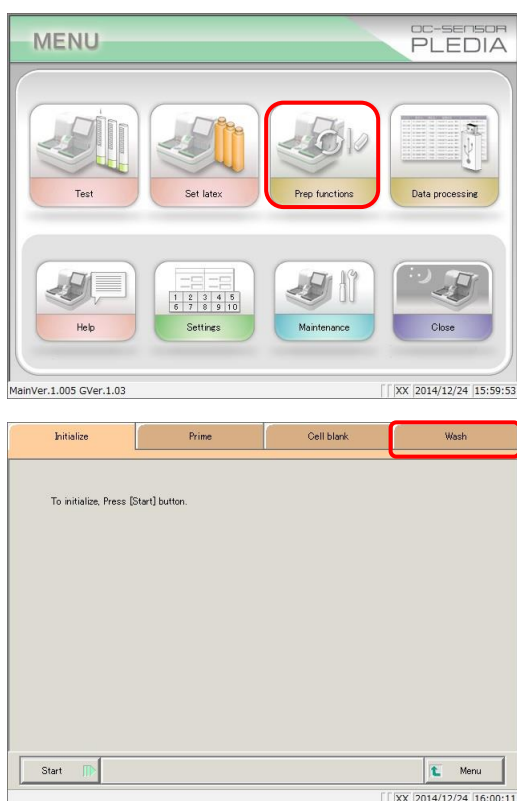 MENU
OC-SENSOR
PLEDIA
Test
Set latex
Prep functions
Data processing
1 2 3 4 5
6 7 8 9 10
Help
Settings
Maintenance
Close
MainVer.1.005 GVer.1.03
XX 2014/12/24 15:59:53
Initialize
Prime
Cell blank
Wash
To initialize, Press [Start] button.
Start
Menu
XX 2014/12/24 16:00:11